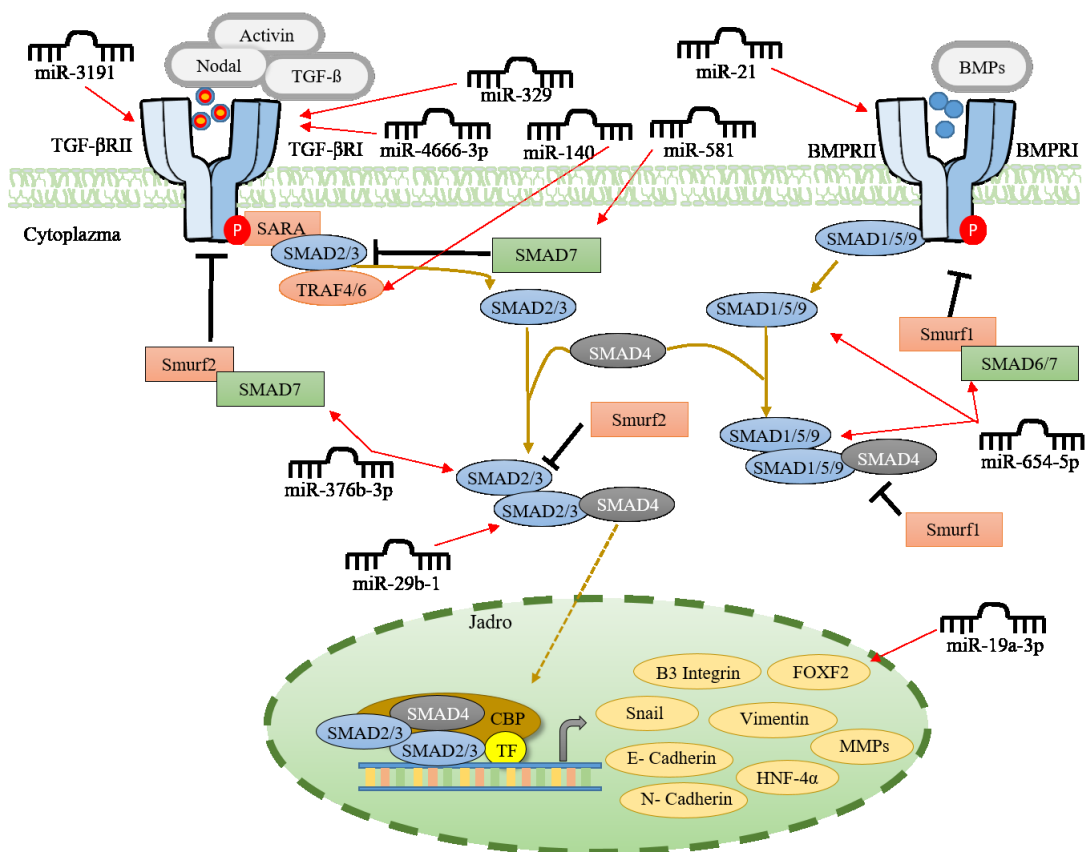 Activin
miR-3191
Nodal
TGF-ß
miR-21
BMPs
miR-329
TGF-βRII
TGF-βRI
miR-4666-3p
miR-140
miR-581
BMPRII
BMPRI
Cytoplazma
P
SARA
SMAD2/3
TRAF4/6
SMAD7
SMAD1/5/9
P
SMAD2/3
SMAD1/5/9
SMAD4
Smurf1
SMAD6/7
Smurf2
SMAD7
Smurf2
SMAD1/5/9
SMAD1/5/9
SMAD4
miR-654-5p
miR-376b-3p
SMAD2/3
SMAD2/3
SMAD4
Smurf1
miR-29b-1
Jadro
miR-19a-3p
B3 Integrin
FOXF2
Snail
Vimentin
MMPs
E- Cadherin
HNF-4α
N- Cadherin
SMAD4
CBP
SMAD2/3
SMAD2/3
TF